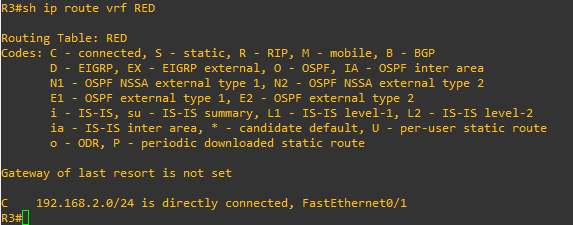 R3#sh ip route vrf RED
Routing Table: RED
Codes: C - connected, S - static, R - RIP, M - mobile, B - BGP
D - EIGRP, EX - EIGRP external, O - OSPF, IA - OSPF inter area
N1 - OSPF NSSA external type 1, N2 - OSPF NSSA external type 2
E1 - OSPF external type 1, E2 - OSPF external type 2
i - IS-IS, su - IS-IS summary, L1 - IS-IS level-1, L2 - IS-IS level-2
ia - IS-IS inter area, * - candidate default, U - per-user static route
o - ODR, P - periodic downloaded static route
Gateway of last resort is not set
C 192.168.2.0/24 is directly connected, FastEthernet0/1
R3#